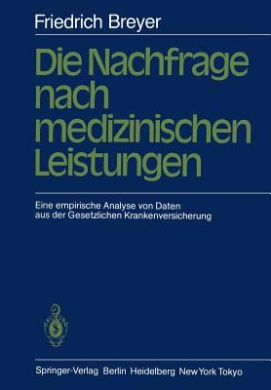 Friedrich Breyer
Die Nachfrage
nach
medizinischen
Leistungen
Eine empirische Analyse von Daten
aus der Gesetzlichen Krankenversicherung
Springer-Verlag Berlin Heidelberg New York Tokyo